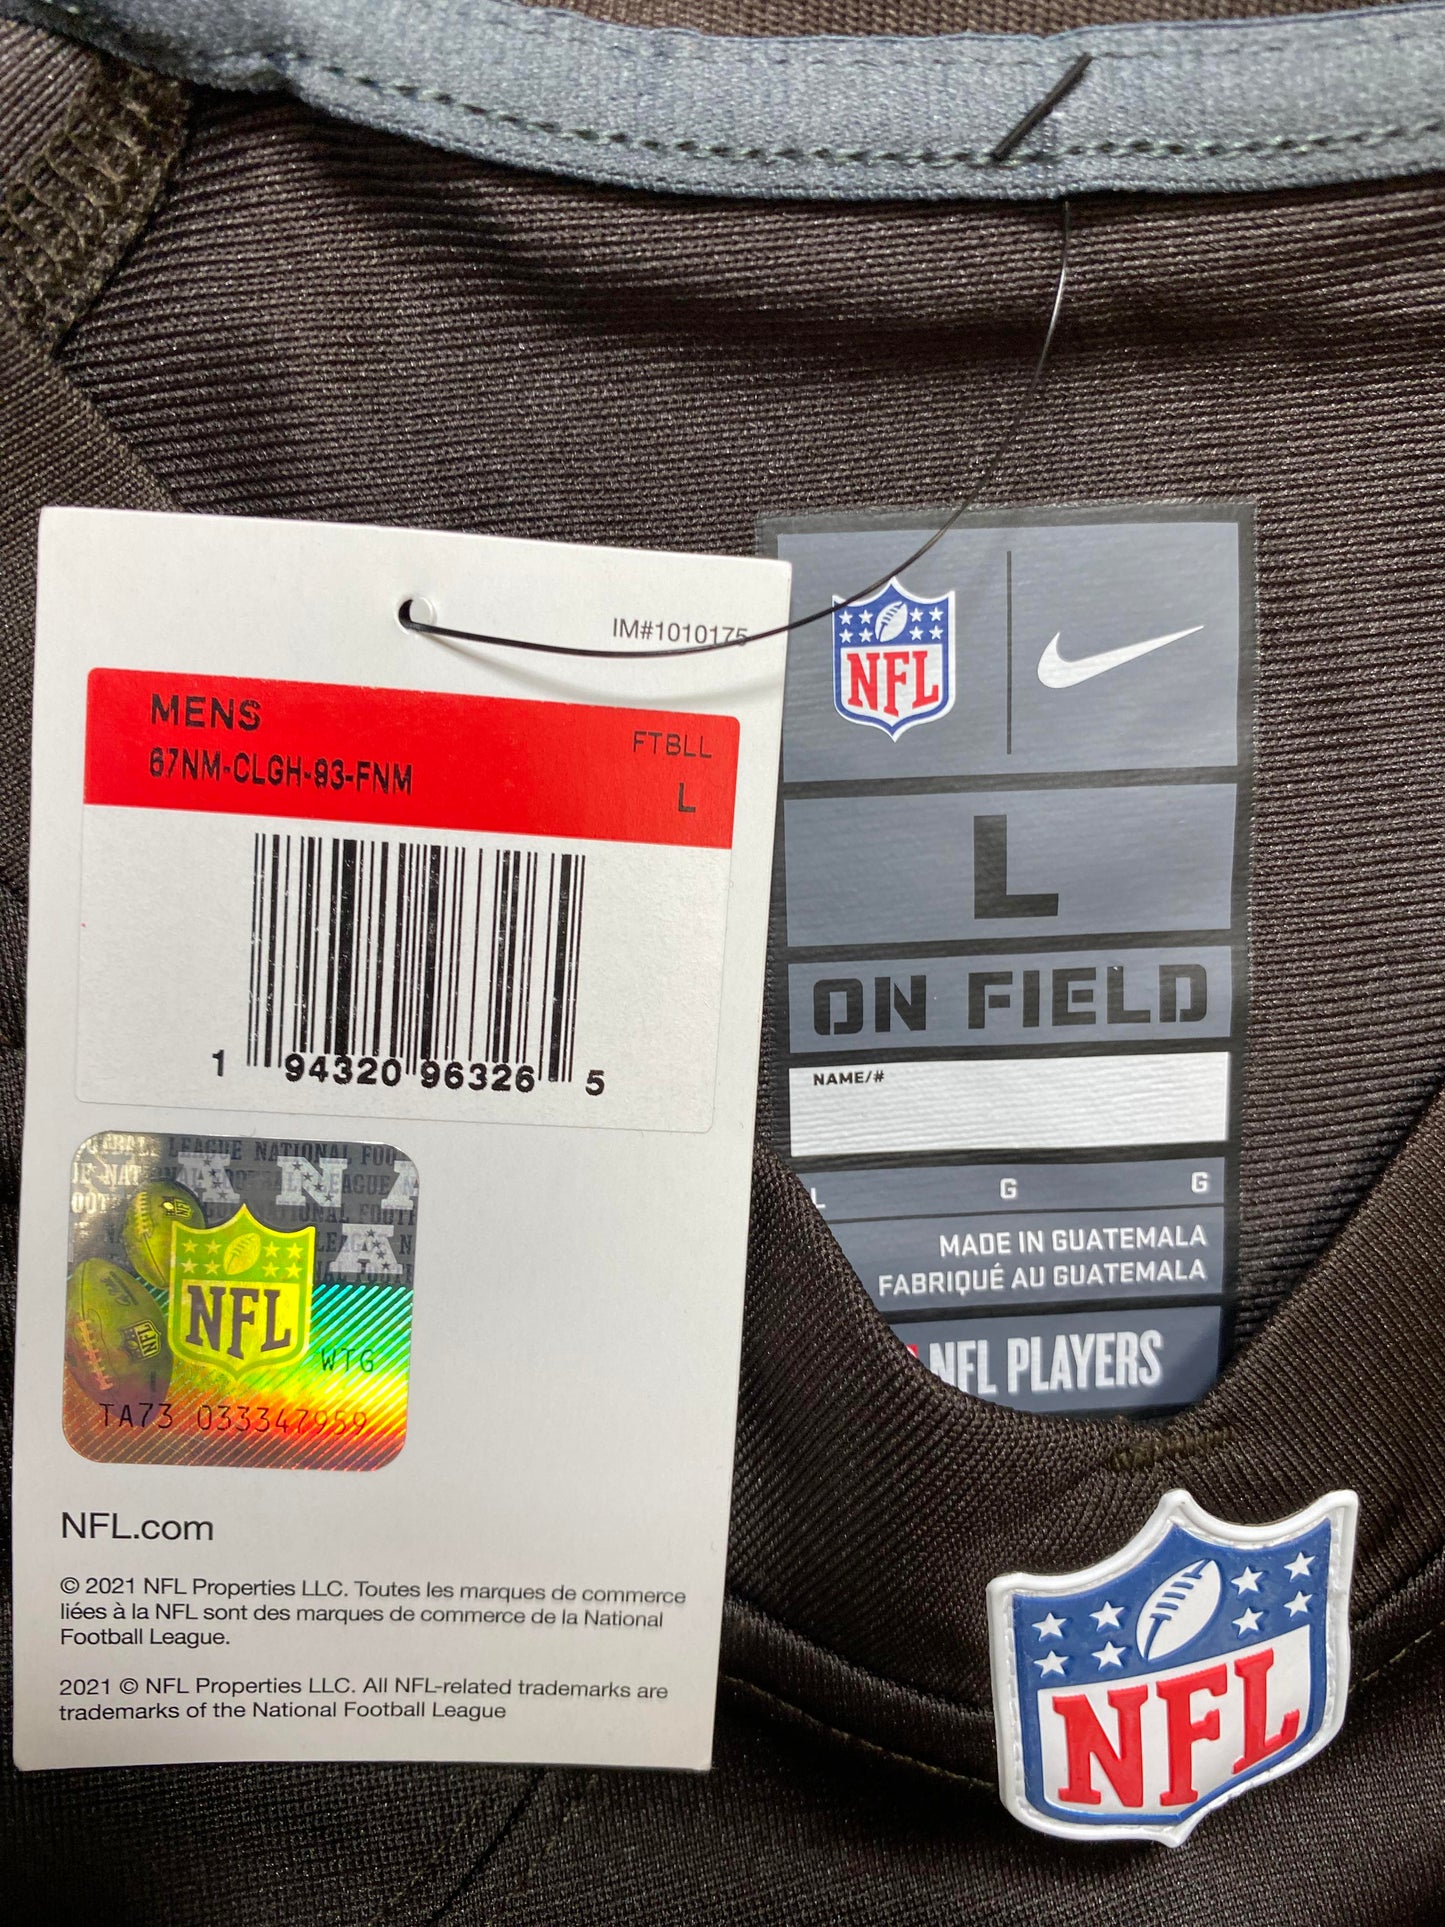 IM#1010175
MENS
FTBLL
67NM-CLGH-93-FNM
L
1 94320 96326 5
LEAGUE NATIONAL FOO
NFL
WTG
TA73 033347959
NFL.com
© 2021 NFL Properties LLC. Toutes les marques de commerce
liées à la NFL sont des marques de commerce de la National
Football League.
2021 © NFL Properties LLC. All NFL-related trademarks are
trademarks of the National Football League
NFL
L
ON FIELD
NAME/#
L G G
MADE IN GUATEMALA
FABRIQUÉ AU GUATEMALA
NFL PLAYERS
NFL